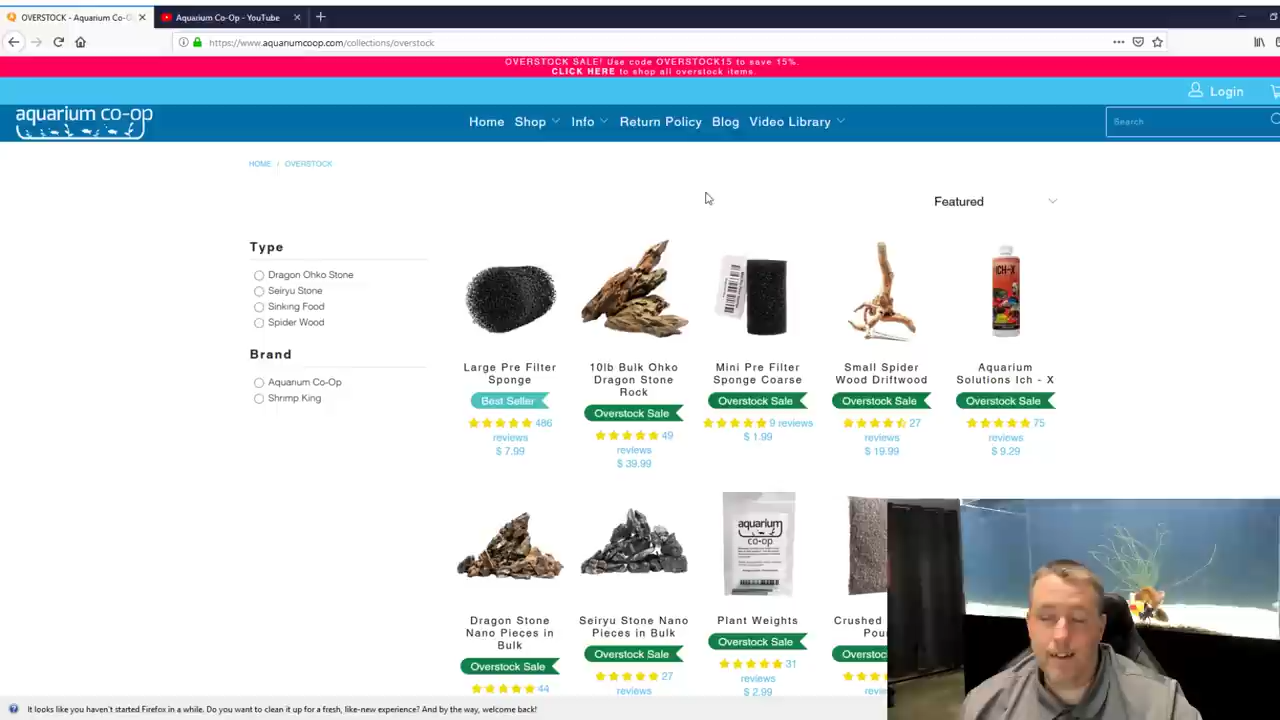 OVERSTOCK - Aquarium Co-O
Aquarium Co-Op - YouTube
https://www.aquariumcoop.com/collections/overstock
OVERSTOCK SALE! Use code OVERSTOCK15 to save 15%.
CLICK HERE to shop all overstock items.
Login
aquarium co-op
Home Shop Info Return Policy Blog Video Library
Search
HOME / OVERSTOCK
Featured
Type
Dragon Ohko Stone
Seiryu Stone
Sinking Food
Spider Wood
Brand
Aquarium Co-Op
Shrimp King
ICH-X
Large Pre Filter
Sponge
Best Seller
486
reviews
$ 7.99
10lb Bulk Ohko
Dragon Stone
Rock
Overstock Sale
49
reviews
$ 39.99
Mini Pre Filter
Sponge Coarse
Overstock Sale
9 reviews
$ 1.99
Small Spider
Wood Driftwood
Overstock Sale
27
reviews
$ 19.99
Aquarium
Solutions Ich - X
Overstock Sale
75
reviews
$ 9.29
aquarium
co-op
Dragon Stone
Nano Pieces in
Bulk
Overstock Sale
44
Seiryu Stone Nano
Pieces in Bulk
Overstock Sale
27
reviews
Plant Weights
Overstock Sale
31
reviews
$ 2.99
Crushed
Pou
Oversto
revie
It looks like you haven't started Firefox in a while. Do you want to clean it up for a fresh, like-new experience? And by the way, welcome back!